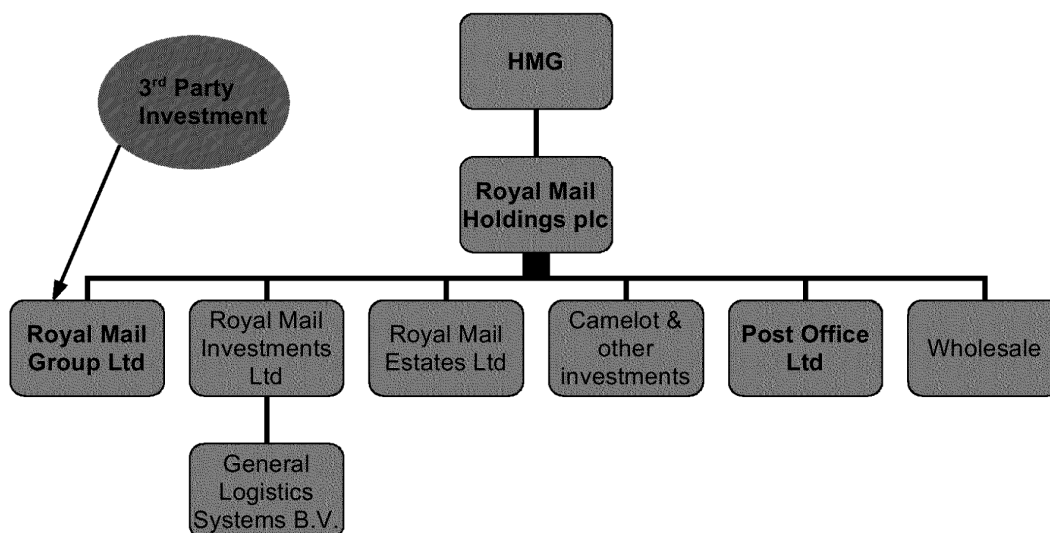 HMG
3rd Party
Investment
Royal Mail
Holdings plc
Royal Mail
Group Ltd
Royal Mail
Investments
Ltd
Royal Mail
Estates Ltd
Camelot &
other
investments
Post Office
Ltd
Wholesale
General
Logistics
Systems B.V.